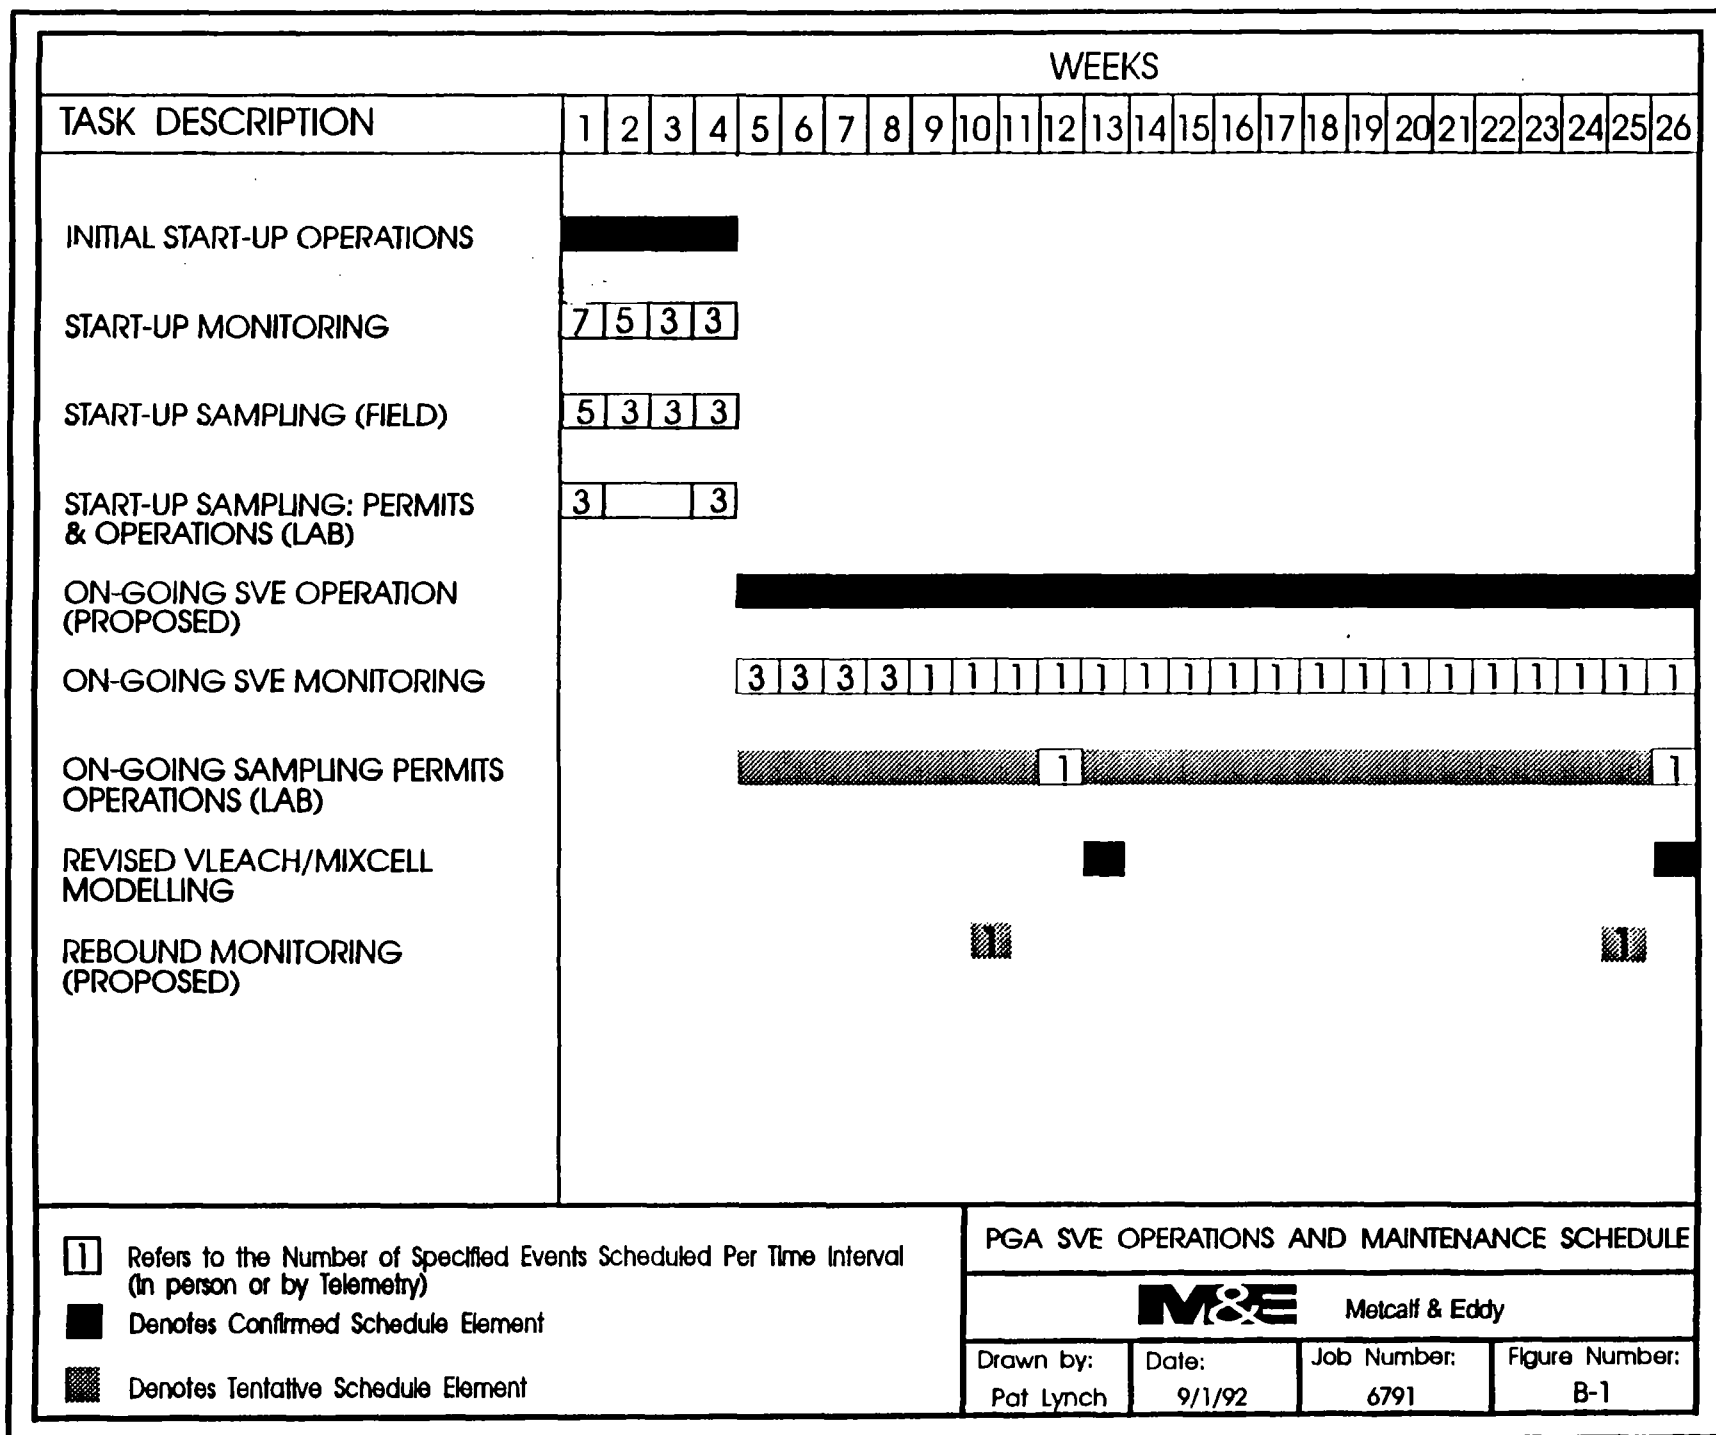 WEEKS
TASK DESCRIPTION 1 2 3 4 5 6 7 8 9 10 11 12 13 14 15 16 17 18 19 20 21 22 23 24 25 26
INITIAL START-UP OPERATIONS
START-UP MONITORING 7 5 3 3
START-UP SAMPLING (FIELD) 5 3 3 3
START-UP SAMPLING: PERMITS 3 3
& OPERATIONS (LAB)
ON-GOING SVE OPERATION
(PROPOSED)
ON-GOING SVE MONITORING 3 3 3 3 1 1 1 1 1 1 1 1 1 1 1 1 1 1 1 1 1 1
ON-GOING SAMPLING PERMITS 1 1
OPERATIONS (LAB)
REVISED VLEACH/MIXCELL
MODELLING
REBOUND MONITORING 1 1
(PROPOSED)
1 Refers to the Number of Specified Events Scheduled Per Time Interval
(In person or by Telemetry)
Denotes Confirmed Schedule Element
Denotes Tentative Schedule Element
PGA SVE OPERATIONS AND MAINTENANCE SCHEDULE
M&E Metcalf & Eddy
Drawn by: Date: Job Number: Figure Number:
Pat Lynch 9/1/92 6791 B-1